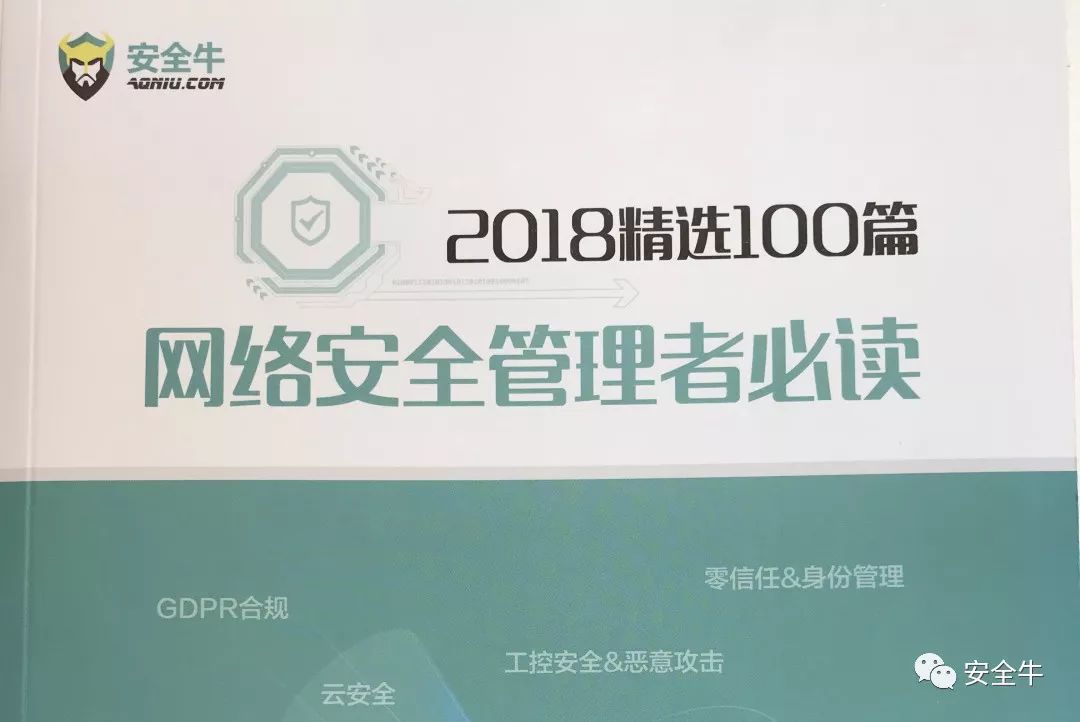 安全牛
AQNIU.COM
2018精选100篇
网络安全管理者必读
零信任&身份管理
GDPR合规
工控安全&恶意攻击
云安全
安全牛